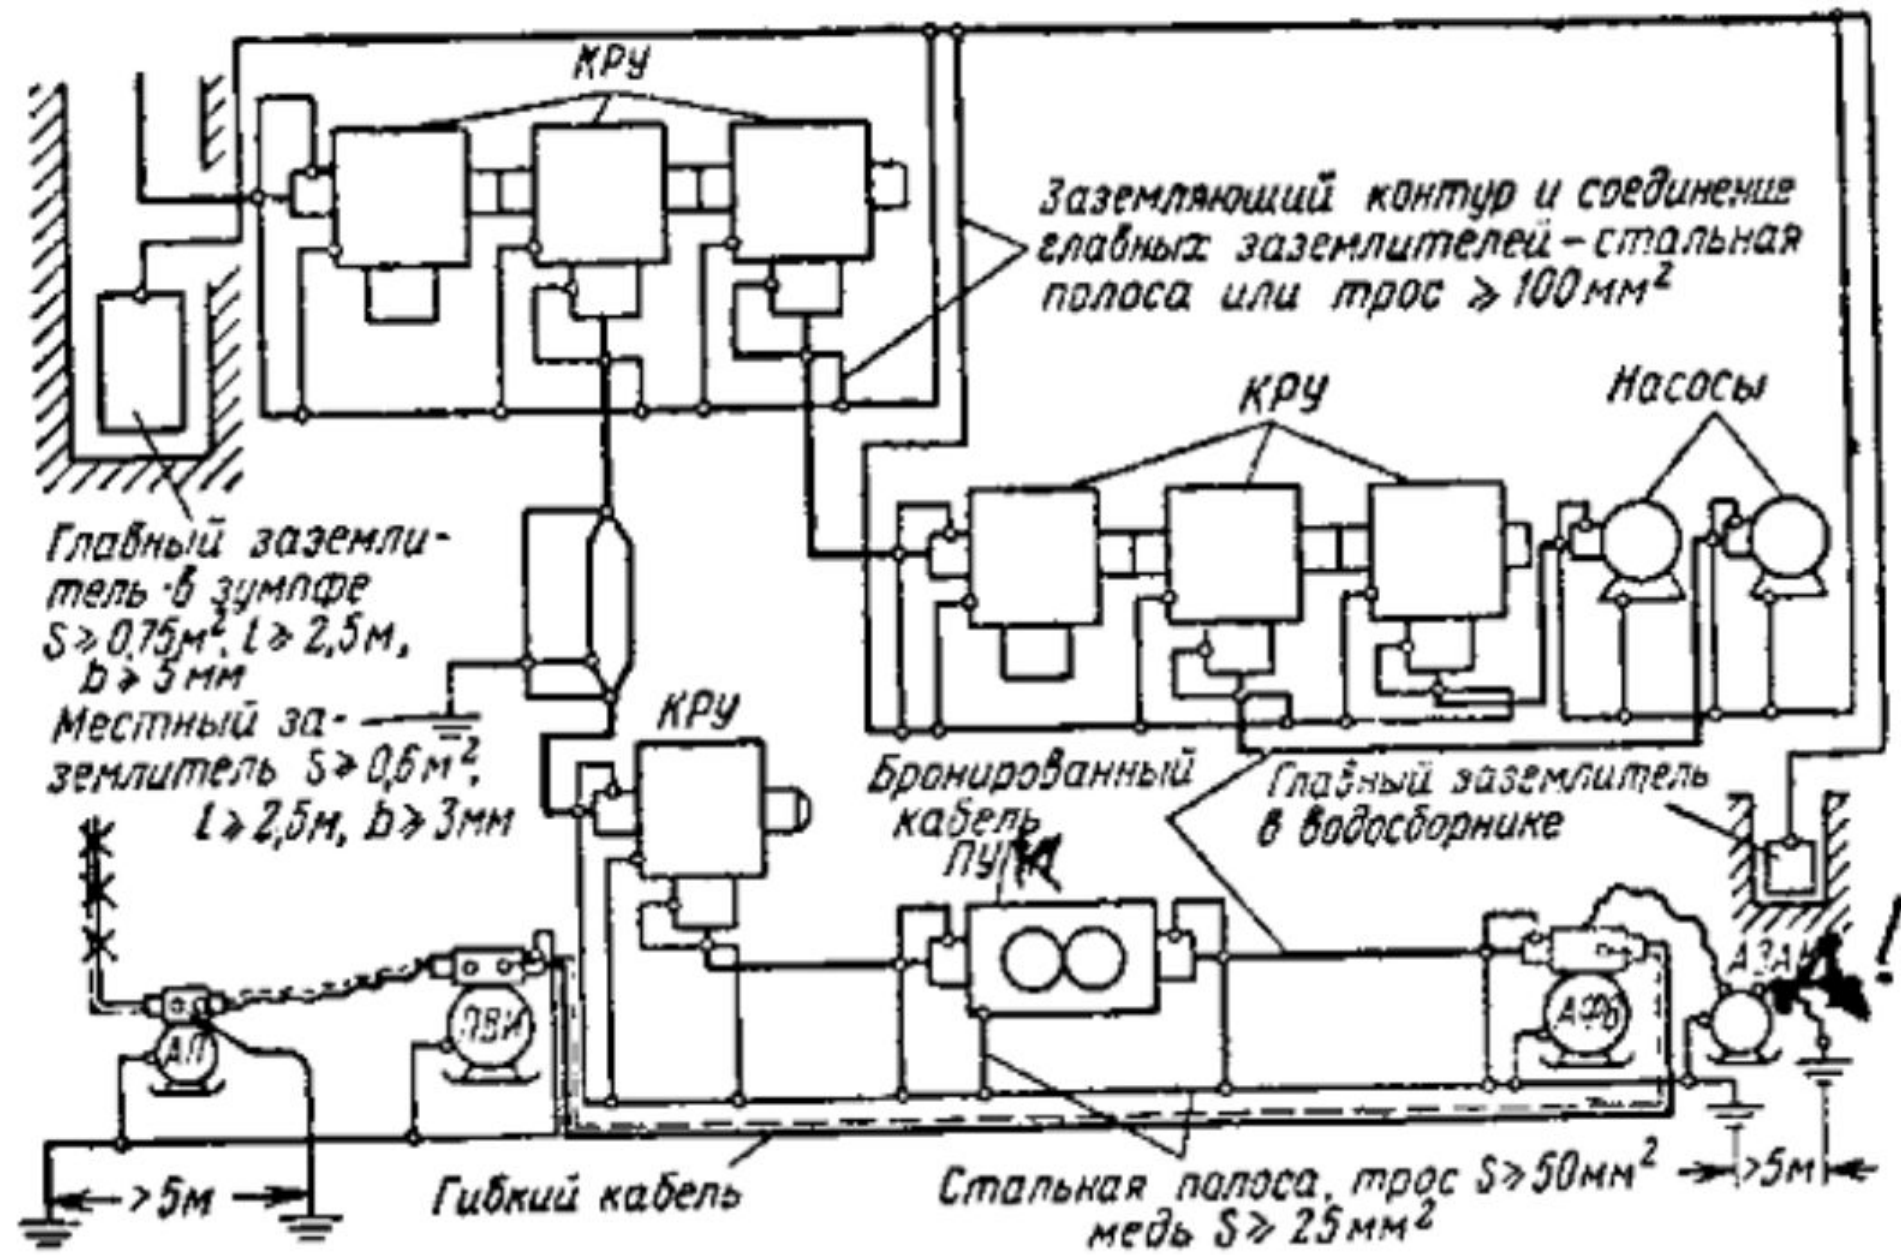 КРУ
Заземляющий контур и соединение
главных заземлителей – стальная
полоса или трос ⩾ 100 мм²
КРУ
Насосы
Главный заземли-
тель в зумпфе
S ⩾ 0,75м², l ⩾ 2,5м,
b ⩾ 5 мм
Местный за-
землитель S ⩾ 0,6 м²,
l ⩾ 2,5м, b ⩾ 3мм
КРУ
Бронированный
кабель
Главный заземлитель
в водосборнике
АП
ПВИ
АФВ
>5м
Гибкий кабель
Стальная полоса, трос S ⩾ 50мм²
медь S ⩾ 25 мм²
>5м